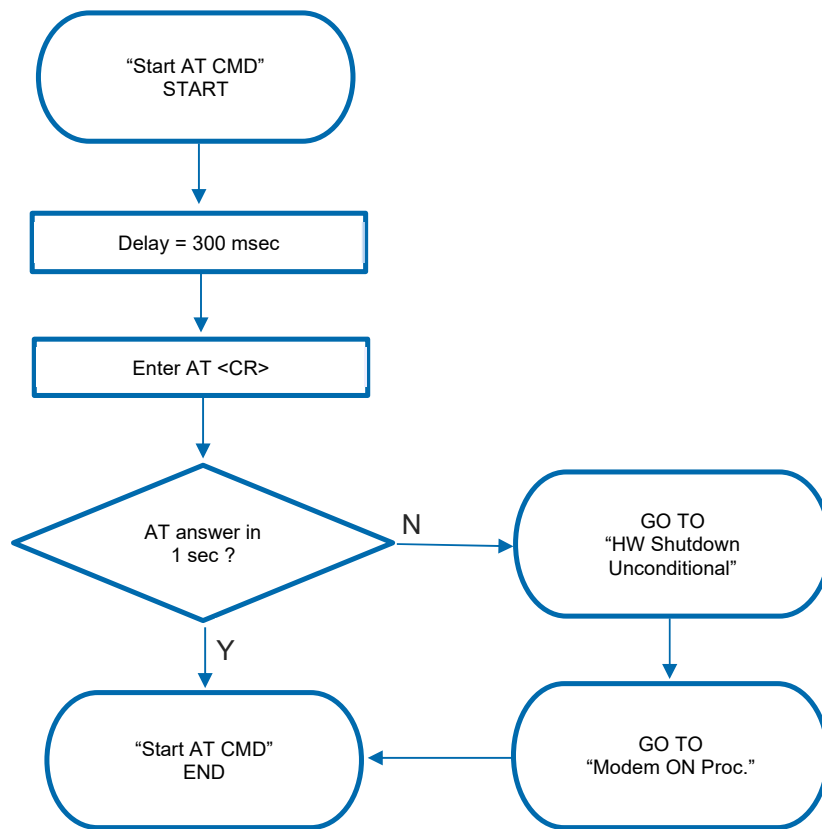 “Start AT CMD”
START
Delay = 300 msec
Enter AT <CR>
AT answer in
1 sec ?
N
GO TO
“HW Shutdown
Unconditional”
Y
“Start AT CMD”
END
GO TO
“Modem ON Proc.”